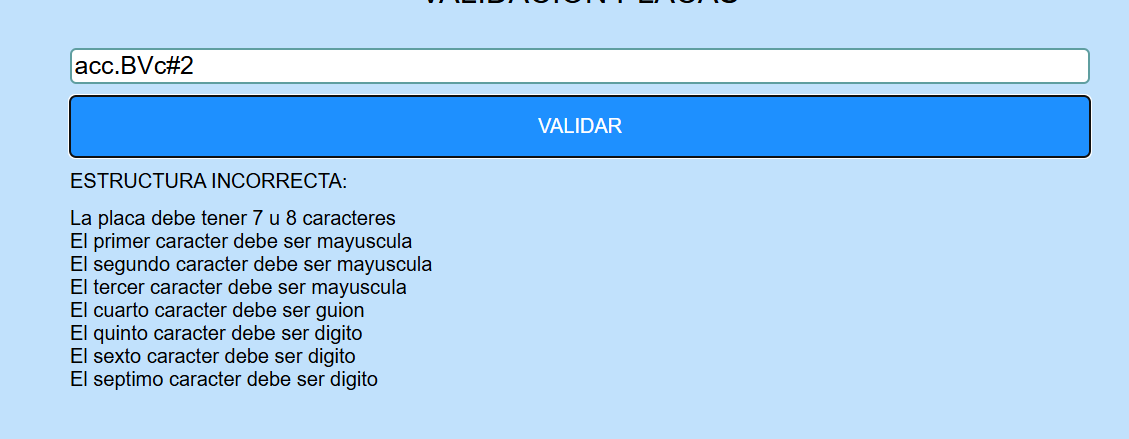 VALIDACION PLACAS
acc.BVc#2
VALIDAR
ESTRUCTURA INCORRECTA:
La placa debe tener 7 u 8 caracteres
El primer caracter debe ser mayuscula
El segundo caracter debe ser mayuscula
El tercer caracter debe ser mayuscula
El cuarto caracter debe ser guion
El quinto caracter debe ser digito
El sexto caracter debe ser digito
El septimo caracter debe ser digito